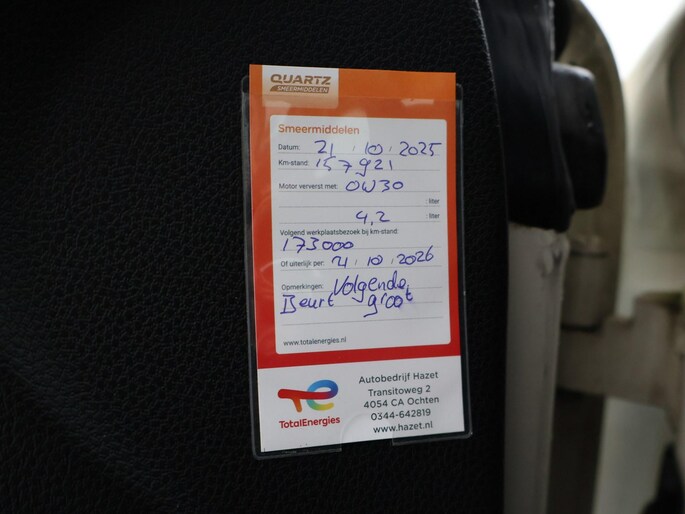 QUARTZ
SMEERMIDDELEN
Smeermiddelen
Datum: 21 . 10 . 2025
Km-stand: 157921
Motor ververst met: 0W30
: liter
4,2 : liter
Volgend werkplaatsbezoek bij km-stand:
173000
Of uiterlijk per: 21 . 10 . 2026
Opmerkingen: Volgende
Beurt groot
www.totalenergies.nl
TotalEnergies
Autobedrijf Hazet
Transitoweg 2
4054 CA Ochten
0344-642819
www.hazet.nl